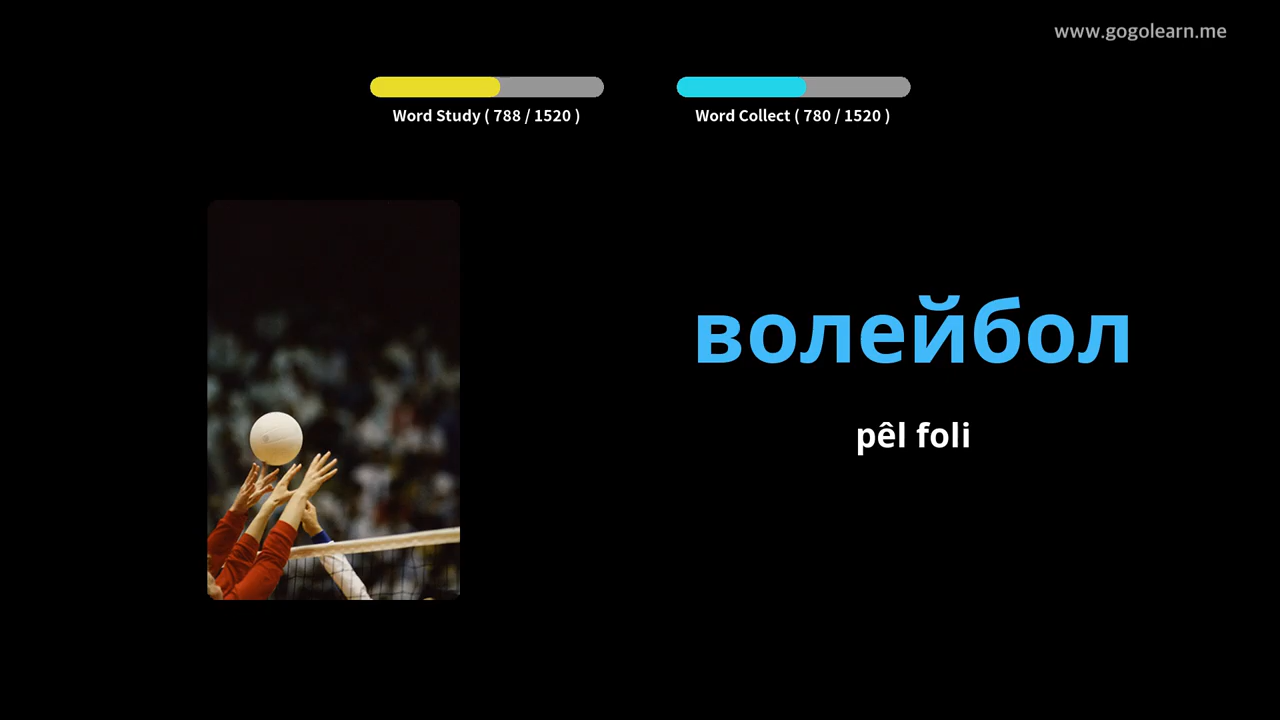 www.gogolearn.me
Word Study ( 788 / 1520 )
Word Collect ( 780 / 1520 )
волейбол
pêl foli